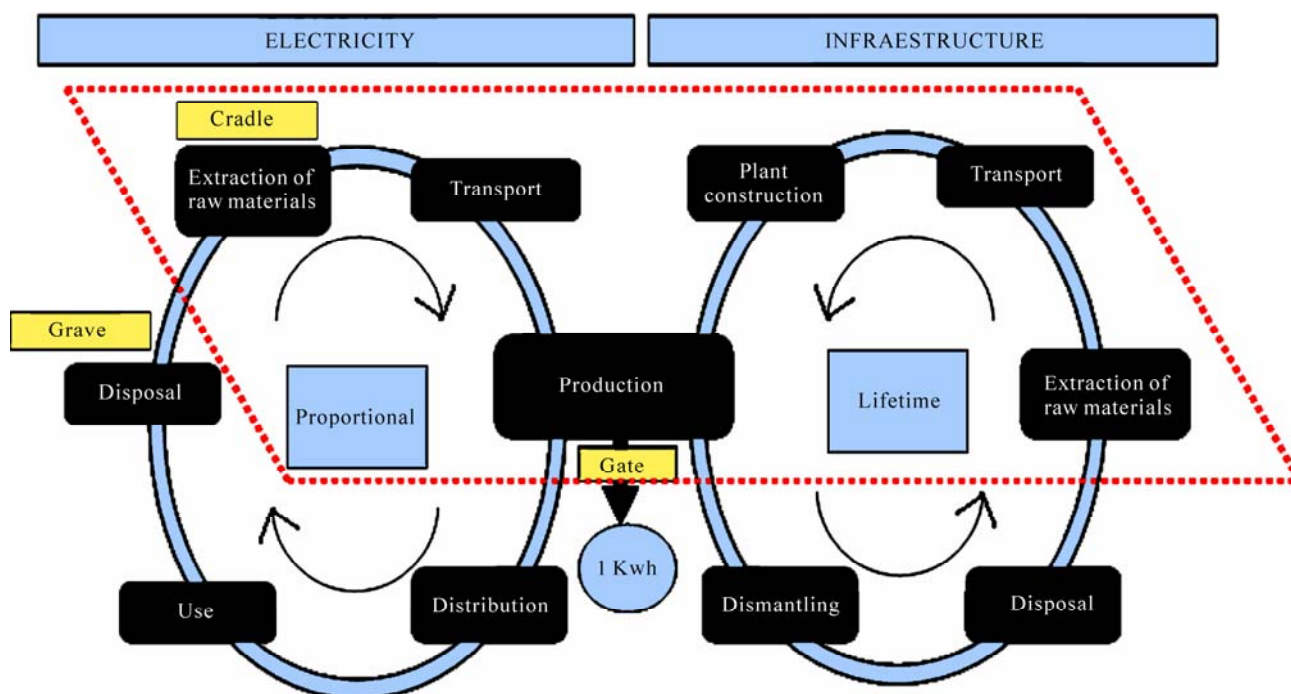 ELECTRICITY
INFRAESTRUCTURE
Cradle
Extraction of
raw materials
Transport
Plant
construction
Transport
Grave
Disposal
Proportional
Production
Lifetime
Extraction of
raw materials
Gate
1 Kwh
Use
Distribution
Dismantling
Disposal